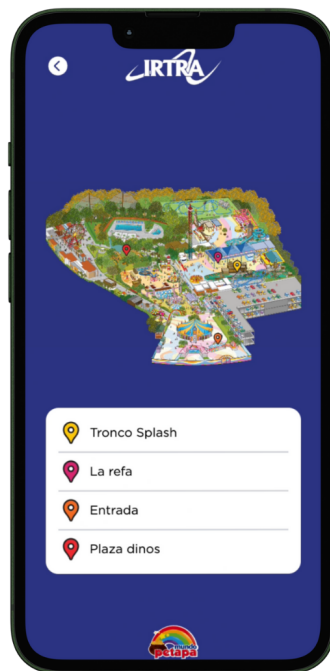 IRTRA
Tronco Splash
La refa
Entrada
Plaza dinos
mundo
petapa